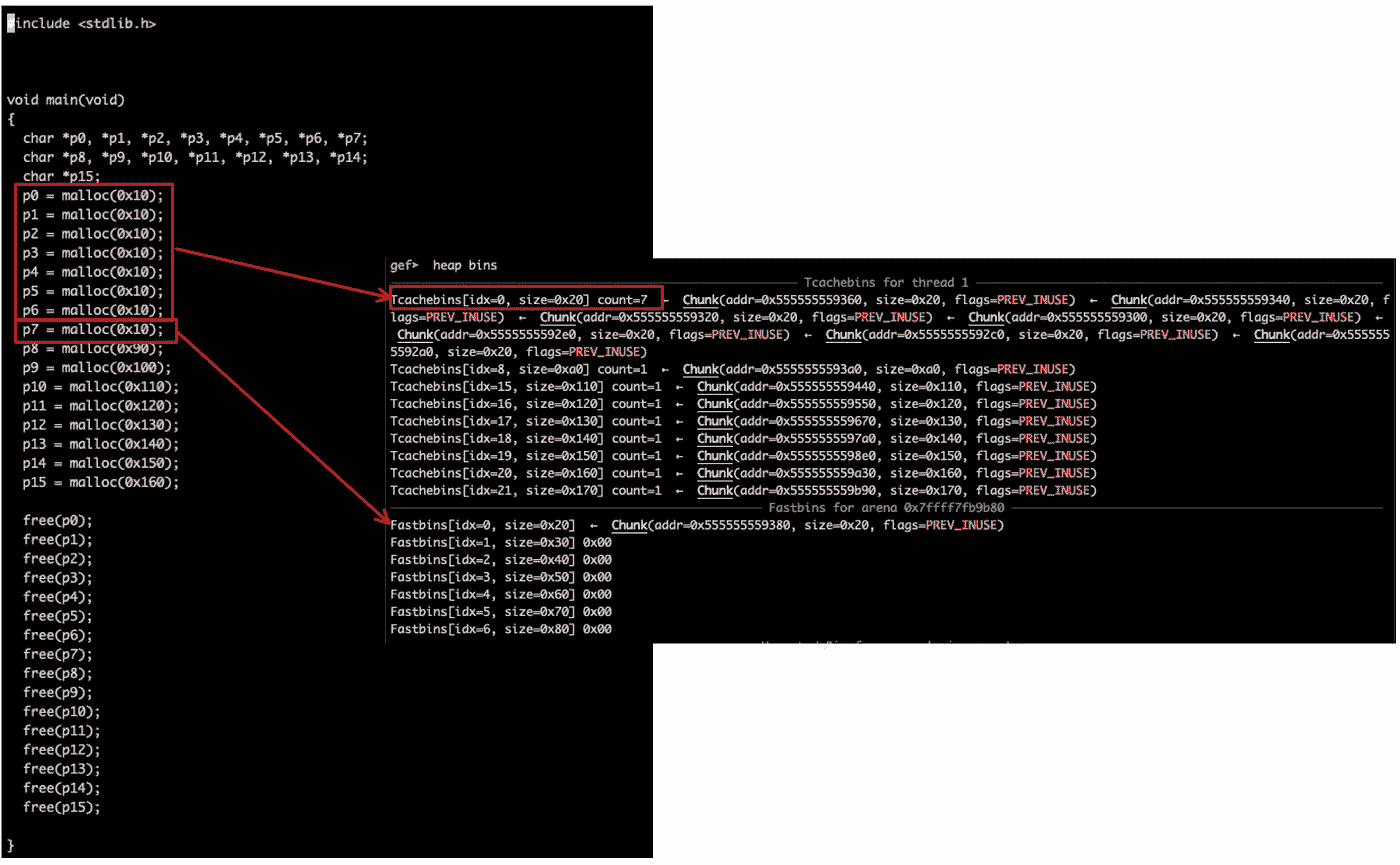 #include <stdlib.h>
void main(void)
{
char *p0, *p1, *p2, *p3, *p4, *p5, *p6, *p7;
char *p8, *p9, *p10, *p11, *p12, *p13, *p14;
char *p15;
p0 = malloc(0x10);
p1 = malloc(0x10);
p2 = malloc(0x10);
p3 = malloc(0x10);
p4 = malloc(0x10);
p5 = malloc(0x10);
p6 = malloc(0x10);
p7 = malloc(0x10);
p8 = malloc(0x90);
p9 = malloc(0x100);
p10 = malloc(0x110);
p11 = malloc(0x120);
p12 = malloc(0x130);
p13 = malloc(0x140);
p14 = malloc(0x150);
p15 = malloc(0x160);
free(p0);
free(p1);
free(p2);
free(p3);
free(p4);
free(p5);
free(p6);
free(p7);
free(p8);
free(p9);
free(p10);
free(p11);
free(p12);
free(p13);
free(p14);
free(p15);
}
gef➤ heap bins
Tcachebins for thread 1
Tcachebins[idx=0, size=0x20] count=7 ← Chunk(addr=0x555555559360, size=0x20, flags=PREV_INUSE) ← Chunk(addr=0x555555559340, size=0x20, f
lags=PREV_INUSE) ← Chunk(addr=0x555555559320, size=0x20, flags=PREV_INUSE) ← Chunk(addr=0x555555559300, size=0x20, flags=PREV_INUSE) ←
Chunk(addr=0x5555555592e0, size=0x20, flags=PREV_INUSE) ← Chunk(addr=0x5555555592c0, size=0x20, flags=PREV_INUSE) ← Chunk(addr=0x555555
5592a0, size=0x20, flags=PREV_INUSE)
Tcachebins[idx=8, size=0xa0] count=1 ← Chunk(addr=0x5555555593a0, size=0xa0, flags=PREV_INUSE)
Tcachebins[idx=15, size=0x110] count=1 ← Chunk(addr=0x555555559440, size=0x110, flags=PREV_INUSE)
Tcachebins[idx=16, size=0x120] count=1 ← Chunk(addr=0x555555559550, size=0x120, flags=PREV_INUSE)
Tcachebins[idx=17, size=0x130] count=1 ← Chunk(addr=0x555555559670, size=0x130, flags=PREV_INUSE)
Tcachebins[idx=18, size=0x140] count=1 ← Chunk(addr=0x5555555597a0, size=0x140, flags=PREV_INUSE)
Tcachebins[idx=19, size=0x150] count=1 ← Chunk(addr=0x5555555598e0, size=0x150, flags=PREV_INUSE)
Tcachebins[idx=20, size=0x160] count=1 ← Chunk(addr=0x555555559a30, size=0x160, flags=PREV_INUSE)
Tcachebins[idx=21, size=0x170] count=1 ← Chunk(addr=0x555555559b90, size=0x170, flags=PREV_INUSE)
Fastbins for arena 0x7ffff7fb9b80
Fastbins[idx=0, size=0x20] ← Chunk(addr=0x555555559380, size=0x20, flags=PREV_INUSE)
Fastbins[idx=1, size=0x30] 0x00
Fastbins[idx=2, size=0x40] 0x00
Fastbins[idx=3, size=0x50] 0x00
Fastbins[idx=4, size=0x60] 0x00
Fastbins[idx=5, size=0x70] 0x00
Fastbins[idx=6, size=0x80] 0x00